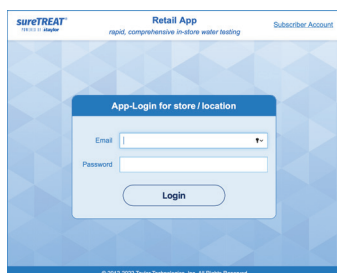 sureTREAT®
Retail App
rapid, comprehensive in-store water testing
Subscriber Account
App-Login for store / location
Email
Password
Login